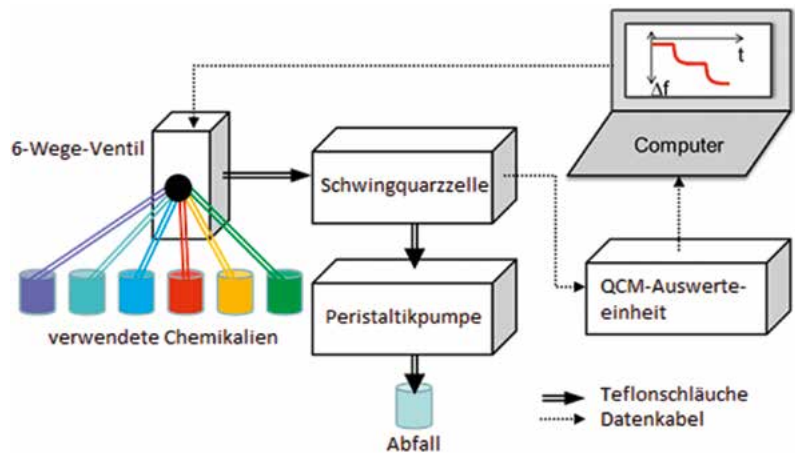 t
Δf
Computer
6-Wege-Ventil
Schwingquarzzelle
QCM-Auswerte-
einheit
Peristaltikpumpe
verwendete Chemikalien
Teflonschläuche
Datenkabel
Abfall